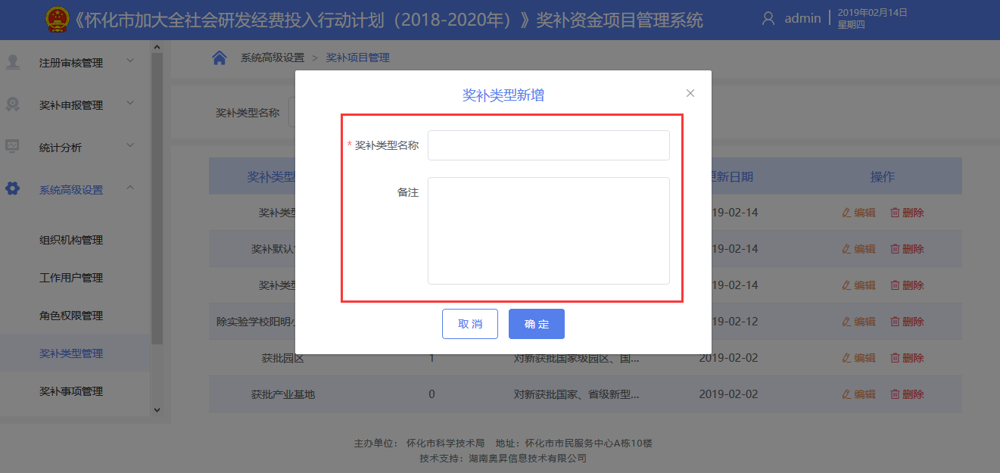 《怀化市加大全社会研发经费投入行动计划（2018-2020年）》奖补资金项目管理系统
admin
2019年02月14日
星期四
注册审核管理
奖补申报管理
统计分析
系统高级设置
组织机构管理
工作用户管理
角色权限管理
奖补类型管理
奖补事项管理
系统高级设置 > 奖补项目管理
奖补类型名称
奖补类型新增
* 奖补类型名称
备注
取 消 确 定
奖补类型 更新日期 操作
奖补类型 19-02-14 编辑 删除
奖补默认 19-02-14 编辑 删除
奖补类型 19-02-14 编辑 删除
除实验学校阳明 19-02-12 编辑 删除
获批园区 1 对新获批国家级园区、国... 2019-02-02 编辑 删除
获批产业基地 0 对新获批国家、省级新型... 2019-02-02 编辑 删除
主办单位： 怀化市科学技术局 地址：怀化市市民服务中心A栋10楼
技术支持：湖南奥昇信息技术有限公司